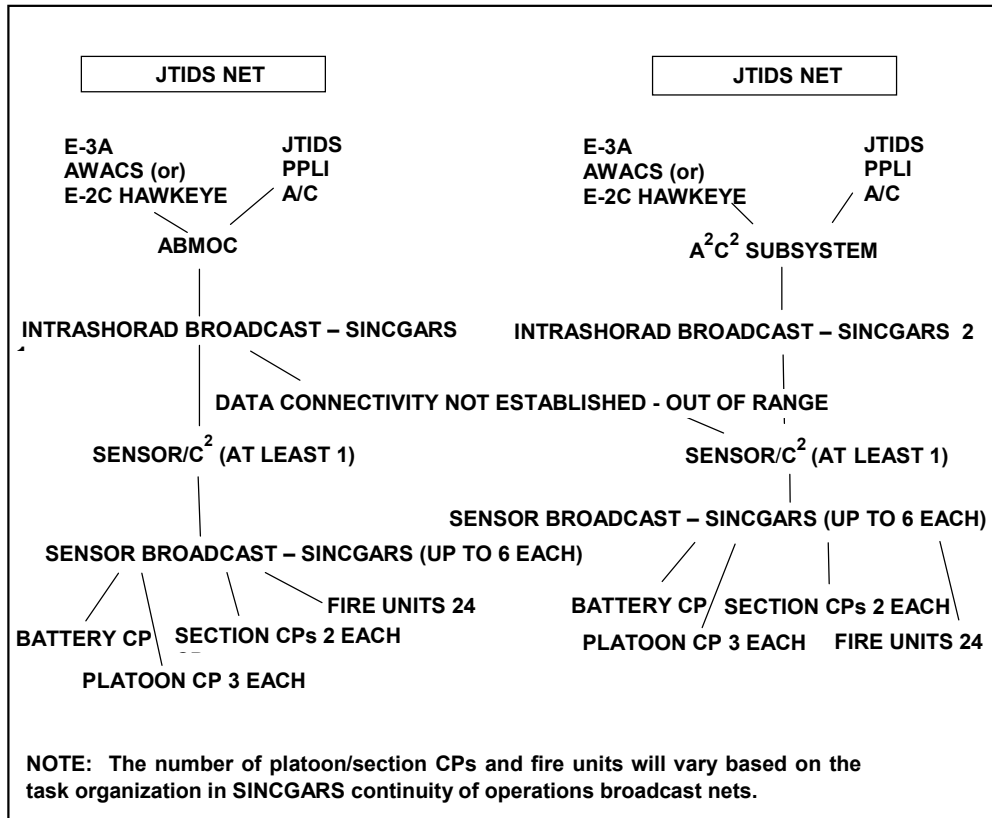 JTIDS NET
E-3A
AWACS (or)
E-2C HAWKEYE
JTIDS
PPLI
A/C
ABMOC
INTRASHORAD BROADCAST – SINCGARS
JTIDS NET
E-3A
AWACS (or)
E-2C HAWKEYE
JTIDS
PPLI
A/C
A²C² SUBSYSTEM
INTRASHORAD BROADCAST – SINCGARS 2
DATA CONNECTIVITY NOT ESTABLISHED - OUT OF RANGE
SENSOR/C² (AT LEAST 1)
SENSOR BROADCAST – SINCGARS (UP TO 6 EACH)
BATTERY CP
PLATOON CP 3 EACH
SECTION CPs 2 EACH
FIRE UNITS 24
SENSOR/C² (AT LEAST 1)
SENSOR BROADCAST – SINCGARS (UP TO 6 EACH)
BATTERY CP
PLATOON CP 3 EACH
SECTION CPs 2 EACH
FIRE UNITS 24
NOTE: The number of platoon/section CPs and fire units will vary based on the
task organization in SINCGARS continuity of operations broadcast nets.